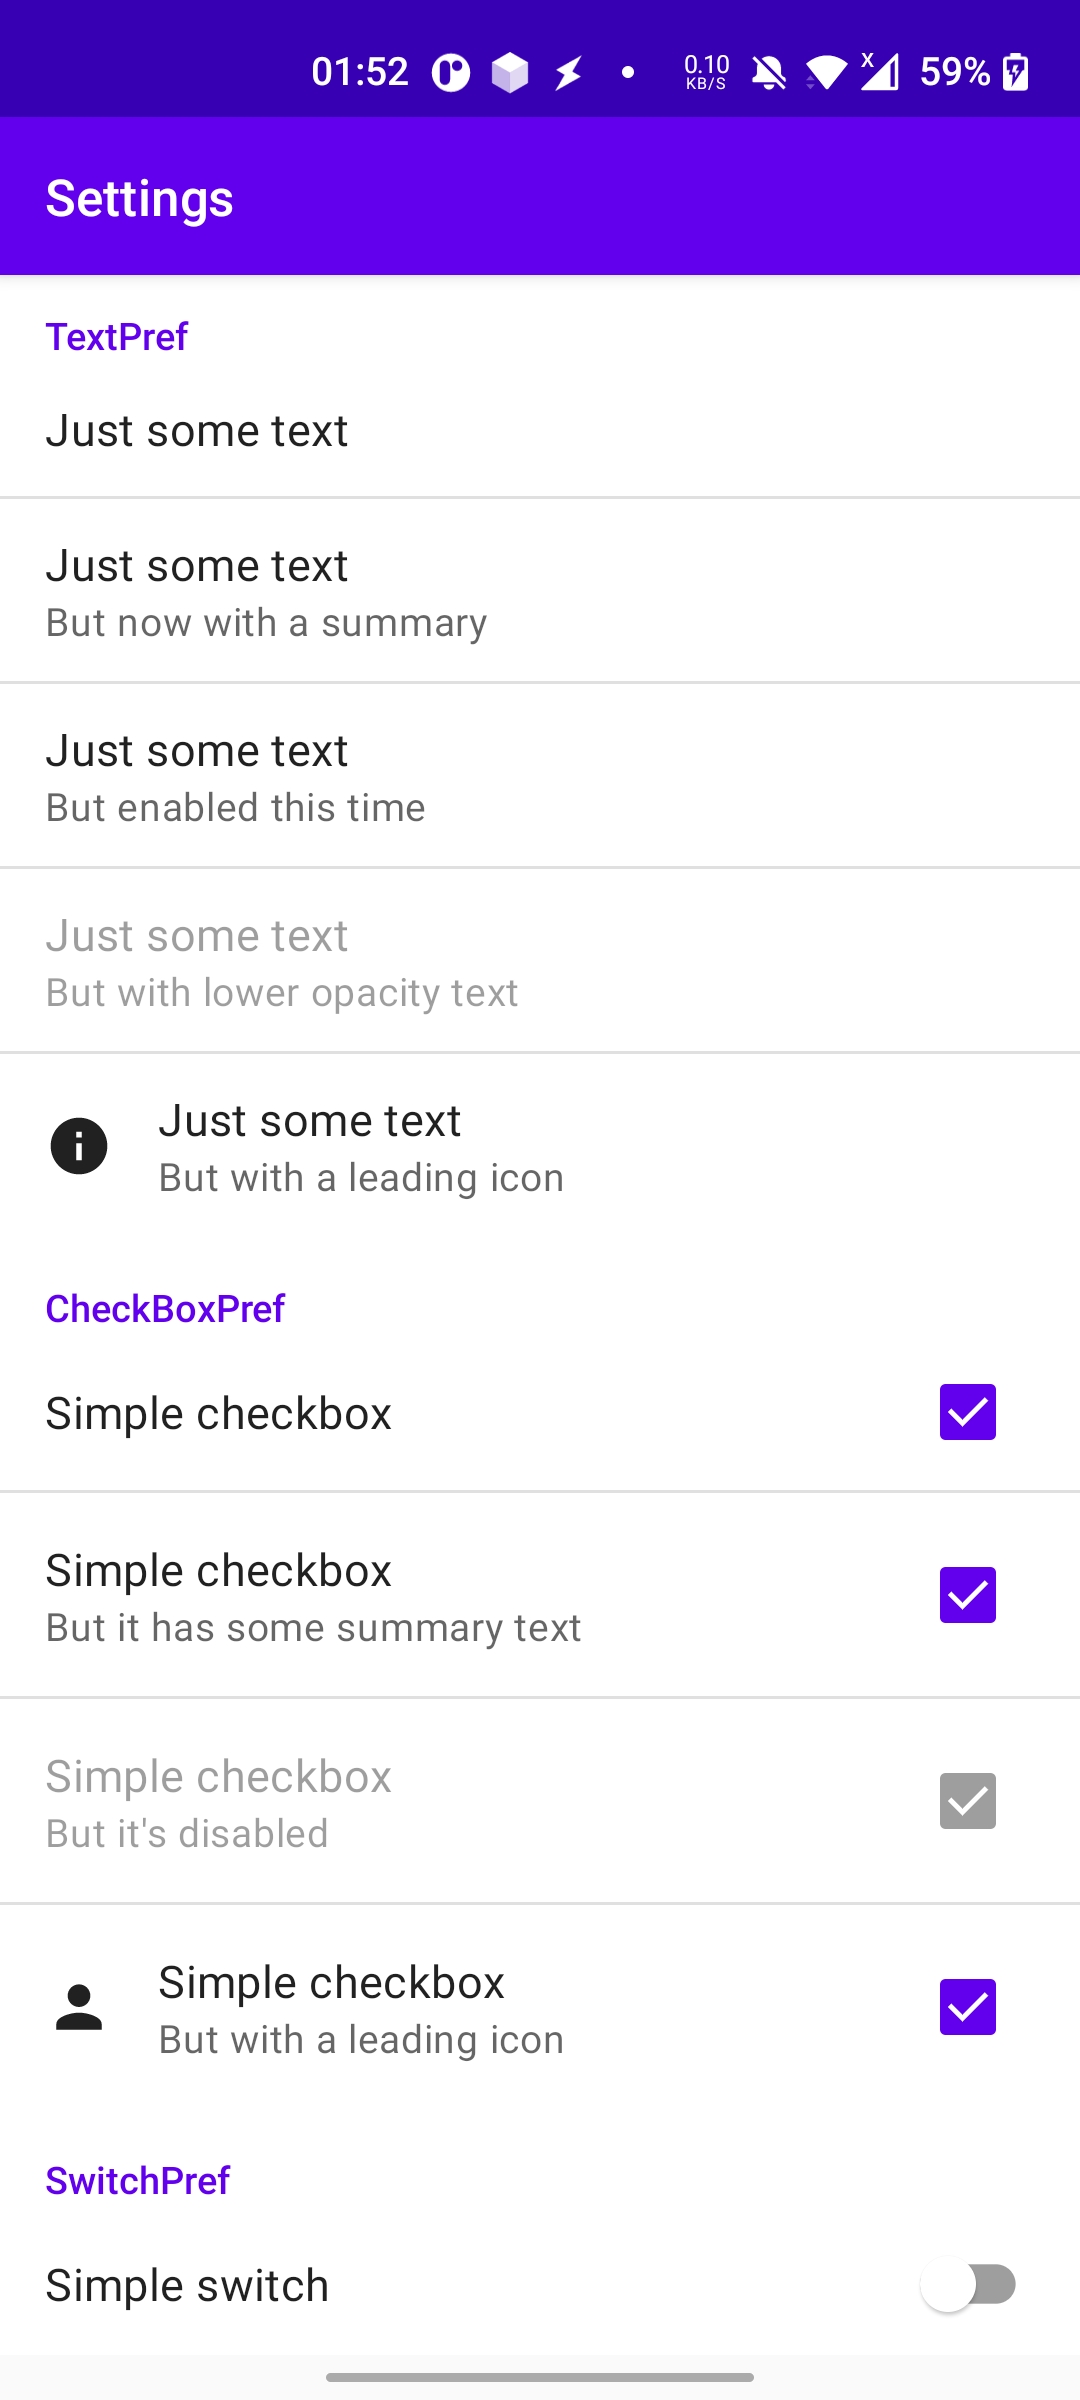 01:52 0.10 KB/S X 59%
Settings
TextPref
Just some text
Just some text
But now with a summary
Just some text
But enabled this time
Just some text
But with lower opacity text
Just some text
But with a leading icon
CheckBoxPref
Simple checkbox
Simple checkbox
But it has some summary text
Simple checkbox
But it's disabled
Simple checkbox
But with a leading icon
SwitchPref
Simple switch